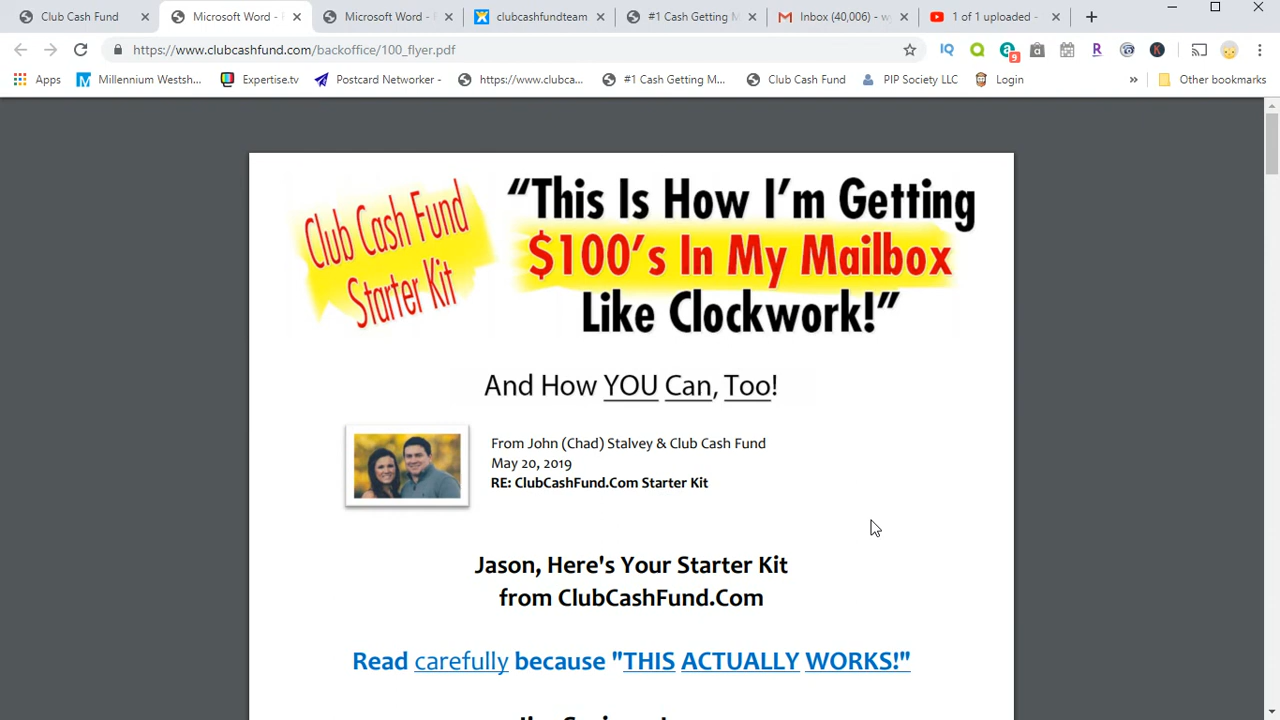 Club Cash Fund
Microsoft Word -
Microsoft Word -
clubcashfundteam
#1 Cash Getting M
Inbox (40,006) -
1 of 1 uploaded -
https://www.clubcashfund.com/backoffice/100_flyer.pdf
9
Apps
Millennium Westsh...
Expertise.tv
Postcard Networker -
https://www.clubca...
#1 Cash Getting M...
Club Cash Fund
PIP Society LLC
Login
»
Other bookmarks
Club Cash Fund
Starter Kit
“This Is How I’m Getting
$100’s In My Mailbox
Like Clockwork!”
And How YOU Can, Too!
From John (Chad) Stalvey & Club Cash Fund
May 20, 2019
RE: ClubCashFund.Com Starter Kit
Jason, Here's Your Starter Kit
from ClubCashFund.Com
Read carefully because "THIS ACTUALLY WORKS!"